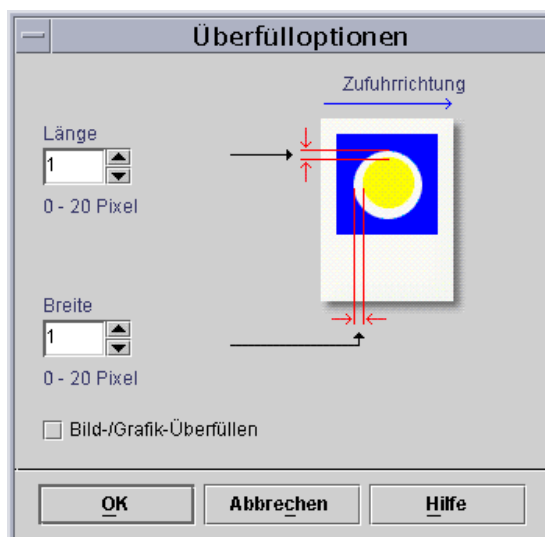 Überfülloptionen
Zufuhrrichtung
Länge
1
0 - 20 Pixel
Breite
1
0 - 20 Pixel
Bild-/Grafik-Überfüllen
OK Abbrechen Hilfe